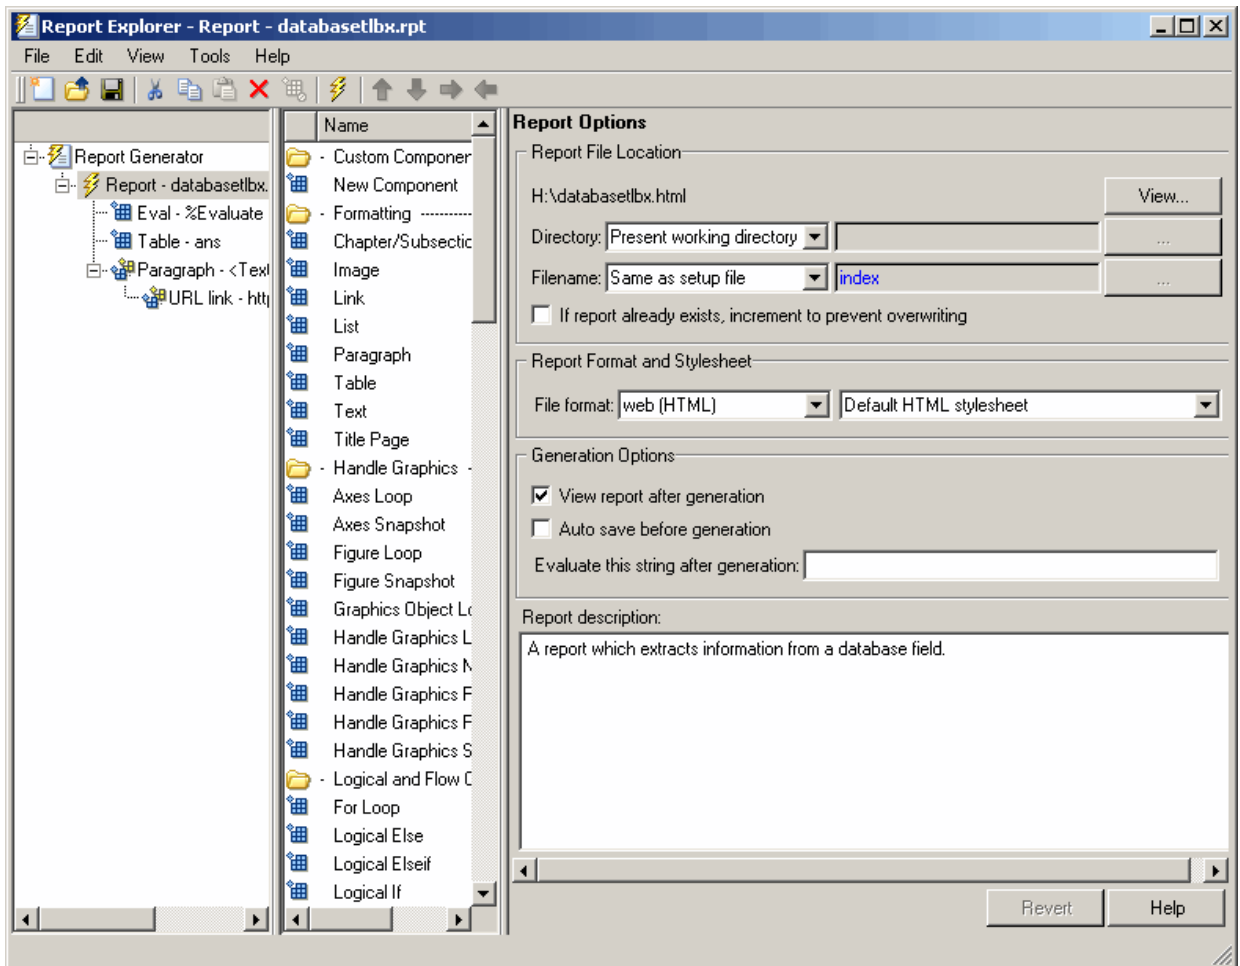 Report Explorer - Report - databasetlbx.rpt
File Edit View Tools Help
Report Generator
Report - databasetlbx.
Eval - %Evaluate
Table - ans
Paragraph - <Text
URL link - http
Name
- Custom Componen
New Component
- Formatting ----------
Chapter/Subsectio
Image
Link
List
Paragraph
Table
Text
Title Page
- Handle Graphics -
Axes Loop
Axes Snapshot
Figure Loop
Figure Snapshot
Graphics Object Lo
Handle Graphics L
Handle Graphics N
Handle Graphics F
Handle Graphics F
Handle Graphics S
- Logical and Flow C
For Loop
Logical Else
Logical Elseif
Logical If
Report Options
Report File Location
H:\databasetlbx.html View...
Directory: Present working directory ...
Filename: Same as setup file index ...
If report already exists, increment to prevent overwriting
Report Format and Stylesheet
File format: web (HTML) Default HTML stylesheet
Generation Options
View report after generation
Auto save before generation
Evaluate this string after generation:
Report description:
A report which extracts information from a database field.
Revert Help